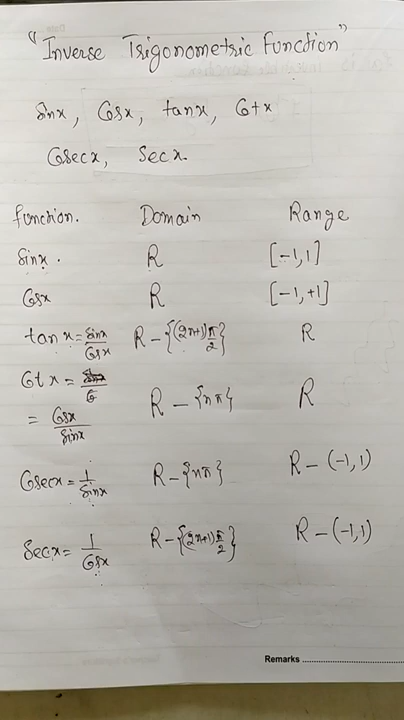 "Inverse Trigonometric Function"
sinx, Cosx, tanx, Cotx
Cosecx, Secx.
function. Domain Range
Sinx. R [-1,1]
Cosx R [-1,+1]
tanx = sinx/Cosx R-{(2n+1)π/2} R
Cotx =
= Cosx/sinx R-{nπ} R
Cosecx = 1/Sinx R-{nπ} R-(-1,1)
Secx = 1/Cosx R-{(2n+1)π/2} R-(-1,1)
Remarks